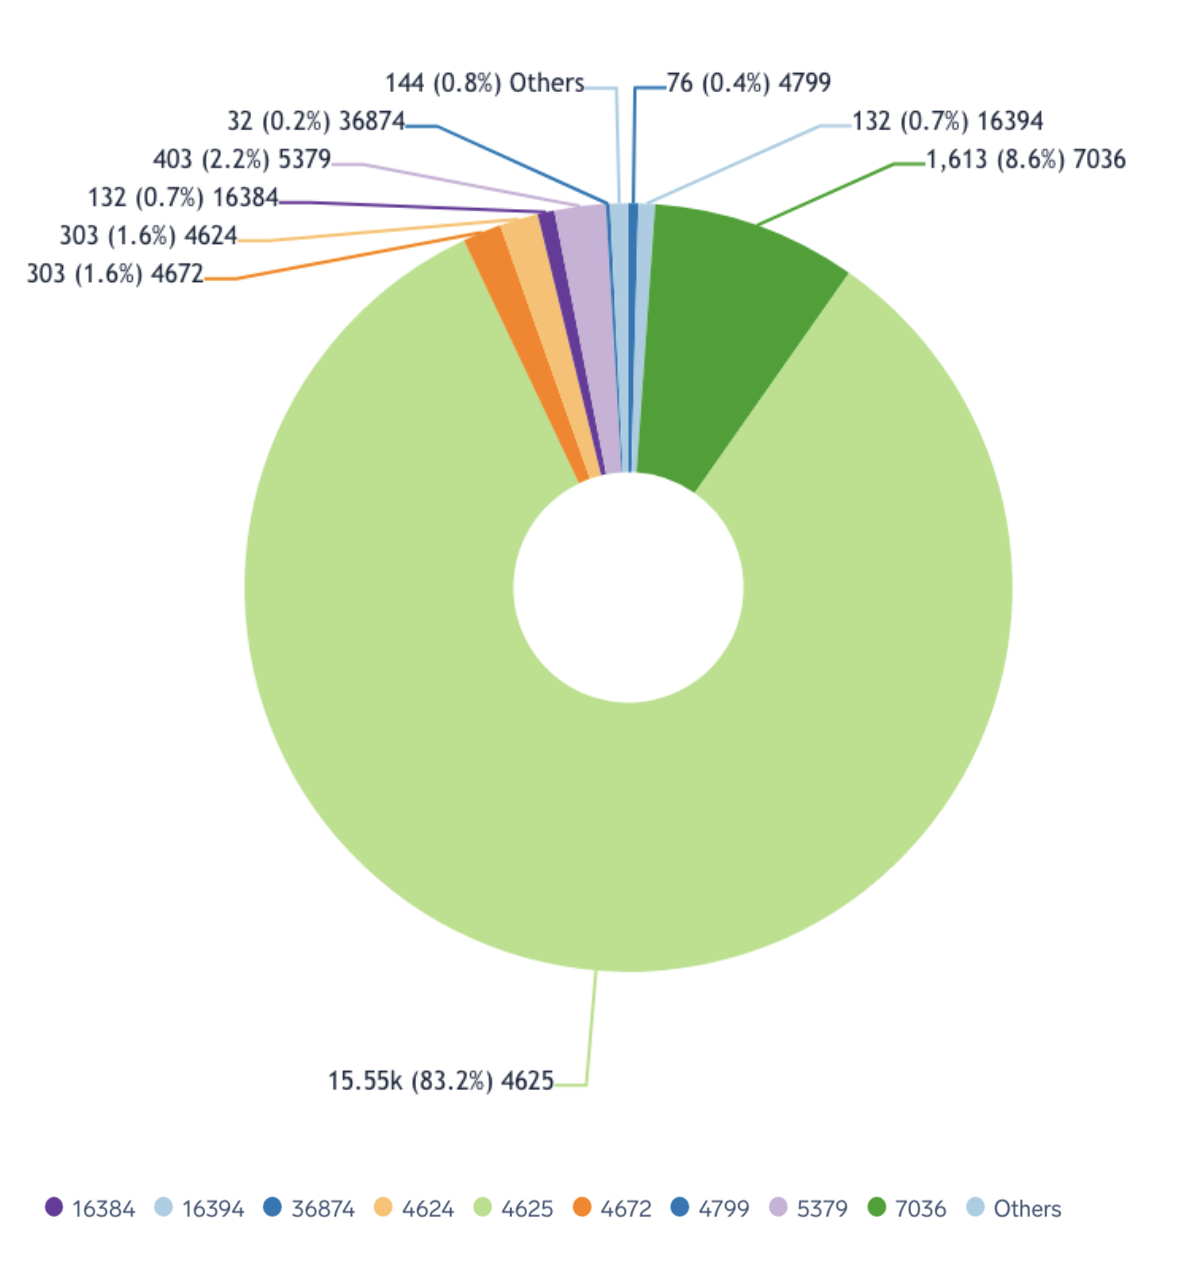 144 (0.8%) Others
76 (0.4%) 4799
32 (0.2%) 36874
132 (0.7%) 16394
403 (2.2%) 5379
1,613 (8.6%) 7036
132 (0.7%) 16384
303 (1.6%) 4624
303 (1.6%) 4672
15.55k (83.2%) 4625
16384 16394 36874 4624 4625 4672 4799 5379 7036 Others